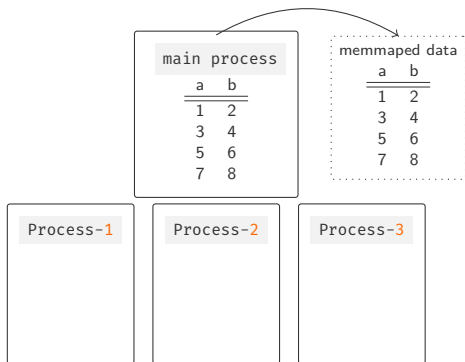 main process
a b
1 2
3 4
5 6
7 8
memmaped data
a b
1 2
3 4
5 6
7 8
Process-1
Process-2
Process-3